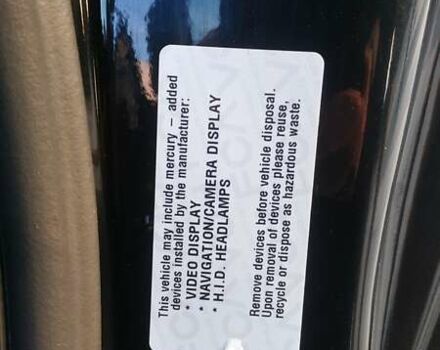 This vehicle may include mercury – added
devices installed by the manufacturer:
* VIDEO DISPLAY
* NAVIGATION/CAMERA DISPLAY
* H.I.D. HEADLAMPS
Remove devices before vehicle disposal.
Upon removal of devices please reuse,
recycle or dispose as hazardous waste.